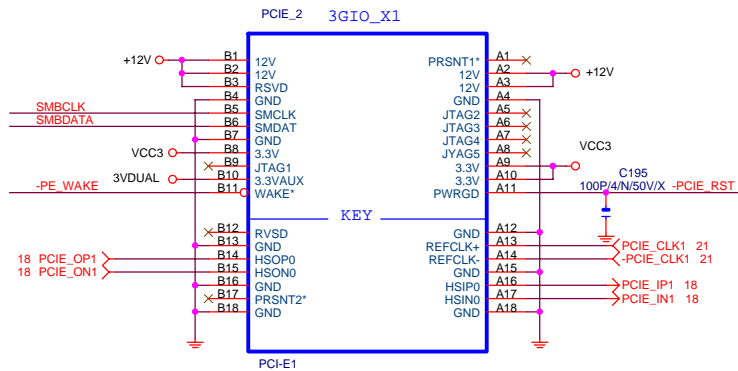 PCIE_2 3GIO_X1
+12V B1 12V PRSNT1* A1
B2 12V 12V A2 +12V
B3 RSVD 12V A3
B4 GND GND A4
SMBCLK B5 SMCLK JTAG2 A5
SMBDATA B6 SMDAT JTAG3 A6
B7 GND JTAG4 A7
VCC3 B8 3.3V JYAG5 A8 VCC3
B9 JTAG1 3.3V A9
3VDUAL B10 3.3VAUX 3.3V A10 C195
-PE_WAKE B11 WAKE* PWRGD A11 100P/4/N/50V/X -PCIE_RST
KEY
B12 RVSD GND A12
B13 GND REFCLK+ A13 PCIE_CLK1 21
18 PCIE_OP1 B14 HSOP0 REFCLK- A14 -PCIE_CLK1 21
18 PCIE_ON1 B15 HSON0 GND A15
B16 GND HSIP0 A16 PCIE_IP1 18
B17 PRSNT2* HSIN0 A17 PCIE_IN1 18
B18 GND GND A18
PCI-E1